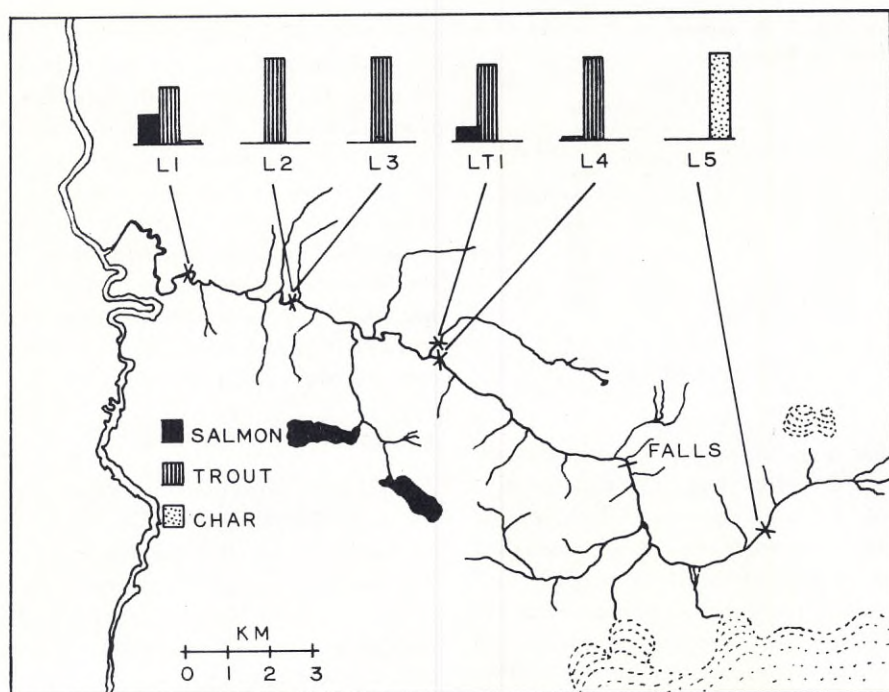 L1 L2 L3 LT1 L4 L5
FALLS
SALMON
TROUT
CHAR
KM
0 1 2 3